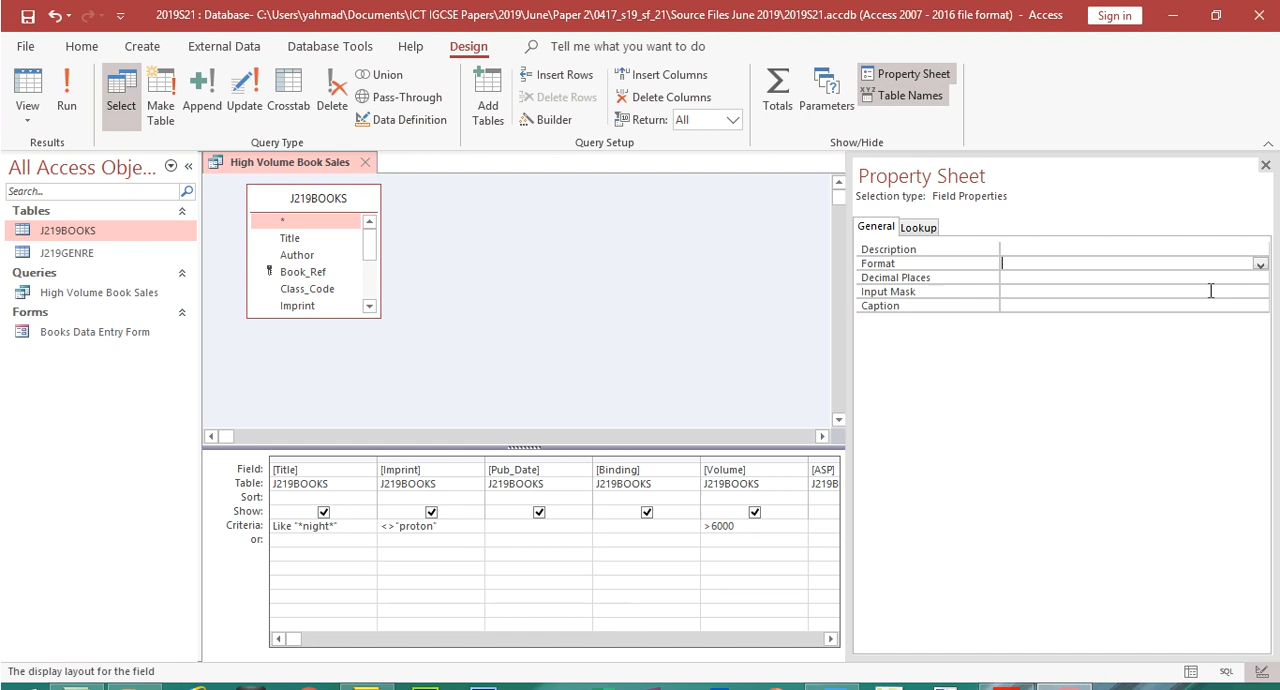 2019S21 : Database- C:\Users\yahmad\Documents\ICT IGCSE Papers\2019\June\Paper 2\0417_s19_sf_21\Source Files June 2019\2019S21.accdb (Access 2007 - 2016 file format) - Access
Sign in
File Home Create External Data Database Tools Help Design Tell me what you want to do
View
Run
Select
Make Table
Append
Update
Crosstab
Delete
Union
Pass-Through
Data Definition
Add Tables
Insert Rows
Delete Rows
Builder
Insert Columns
Delete Columns
Return: All
Totals
Parameters
Property Sheet
Table Names
Results Query Type Query Setup Show/Hide
All Access Obje...
Search...
Tables
J219BOOKS
J219GENRE
Queries
High Volume Book Sales
Forms
Books Data Entry Form
High Volume Book Sales
J219BOOKS
*
Title
Author
Book_Ref
Class_Code
Imprint
Field: [Title] [Imprint] [Pub_Date] [Binding] [Volume] [ASP]
Table: J219BOOKS J219BOOKS J219BOOKS J219BOOKS J219BOOKS J219B
Sort:
Show:
Criteria: Like "*night*" <>"proton" >6000
or:
Property Sheet
Selection type: Field Properties
General Lookup
Description
Format
Decimal Places
Input Mask
Caption
The display layout for the field
SQL